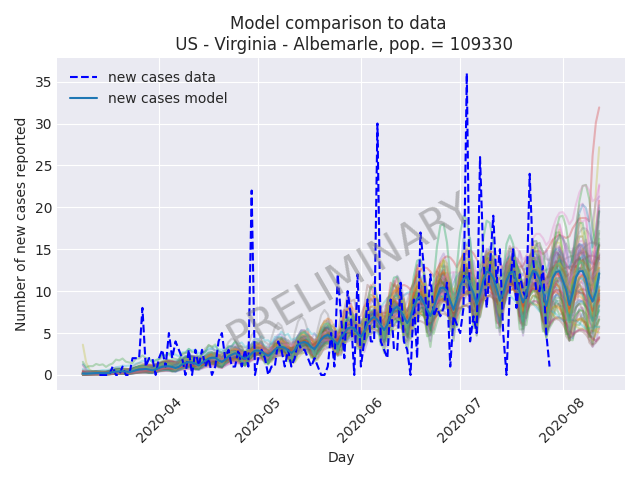 Model comparison to data
US - Virginia - Albemarle, pop. = 109330
new cases data
new cases model
Number of new cases reported
35
30
25
20
15
10
5
0
PRELIMINARY
2020-04
2020-05
2020-06
2020-07
2020-08
Day